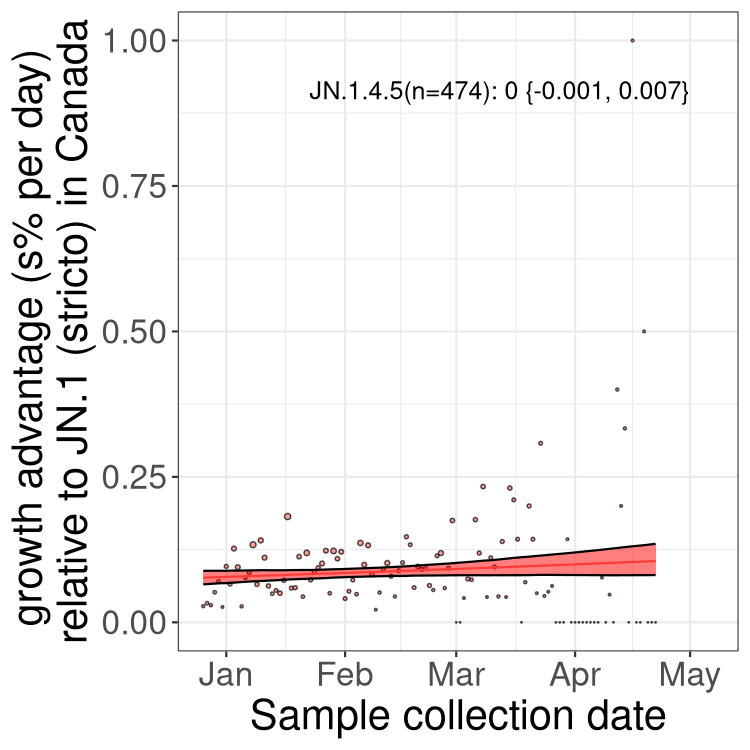 growth advantage (s% per day)
relative to JN.1 (stricto) in Canada
1.00
0.75
0.50
0.25
0.00
JN.1.4.5(n=474): 0 {-0.001, 0.007}
Jan Feb Mar Apr May
Sample collection date